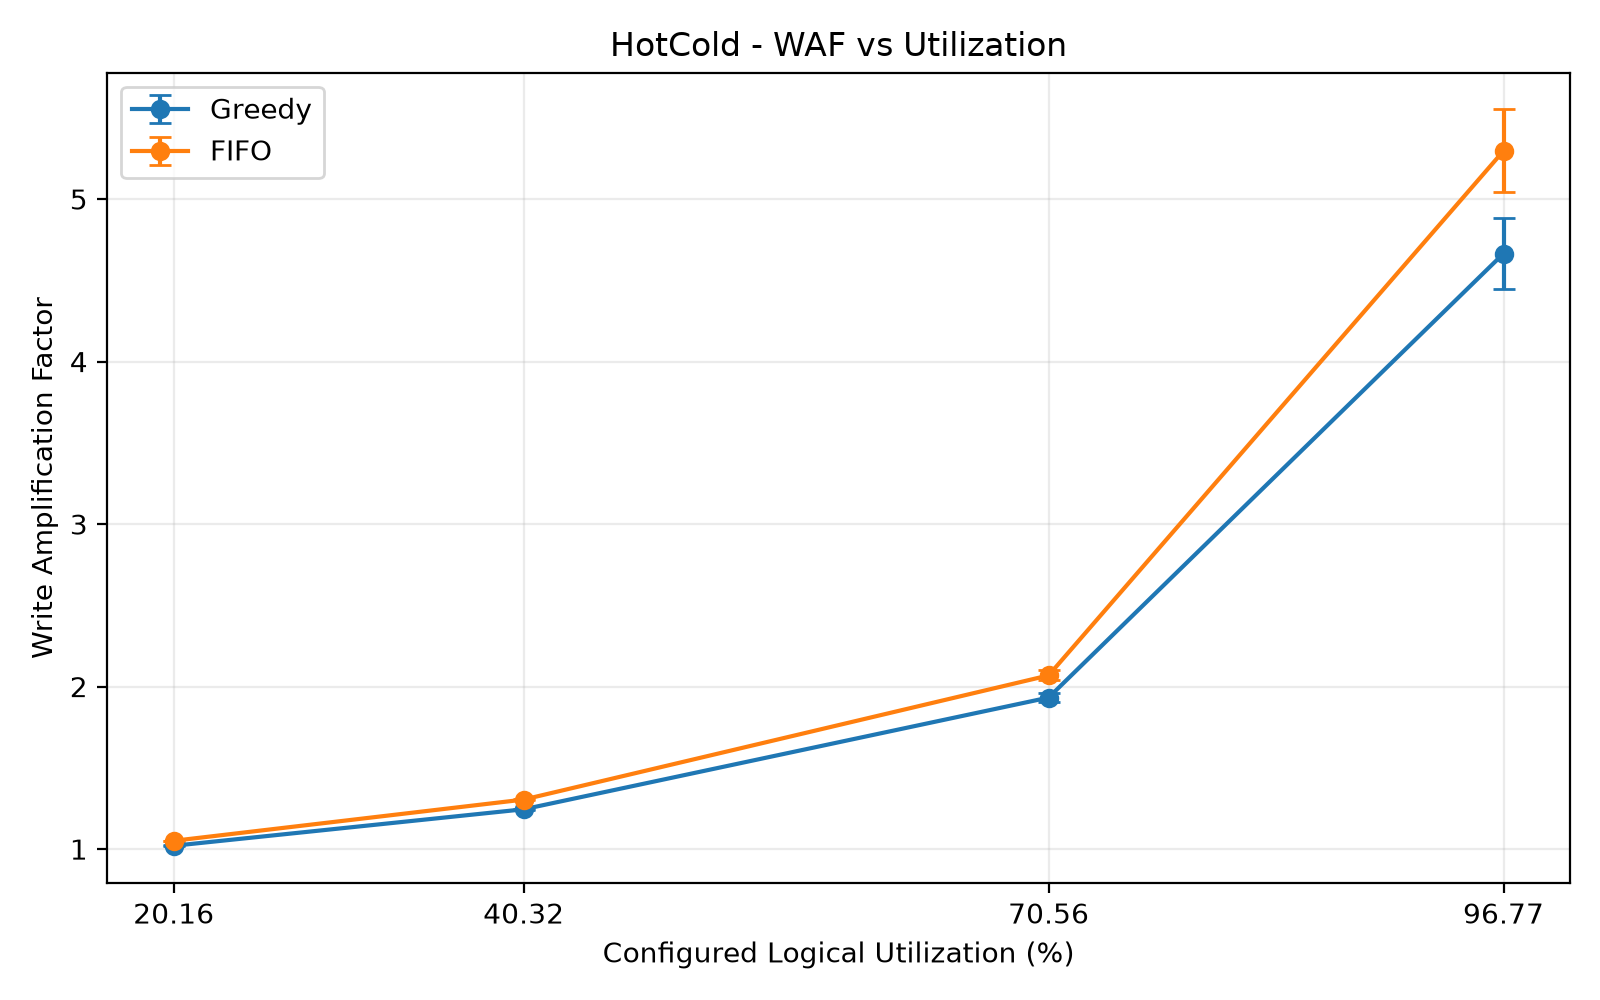 HotCold - WAF vs Utilization
Greedy
FIFO
Write Amplification Factor
5
4
3
2
1
20.16
40.32
70.56
96.77
Configured Logical Utilization (%)